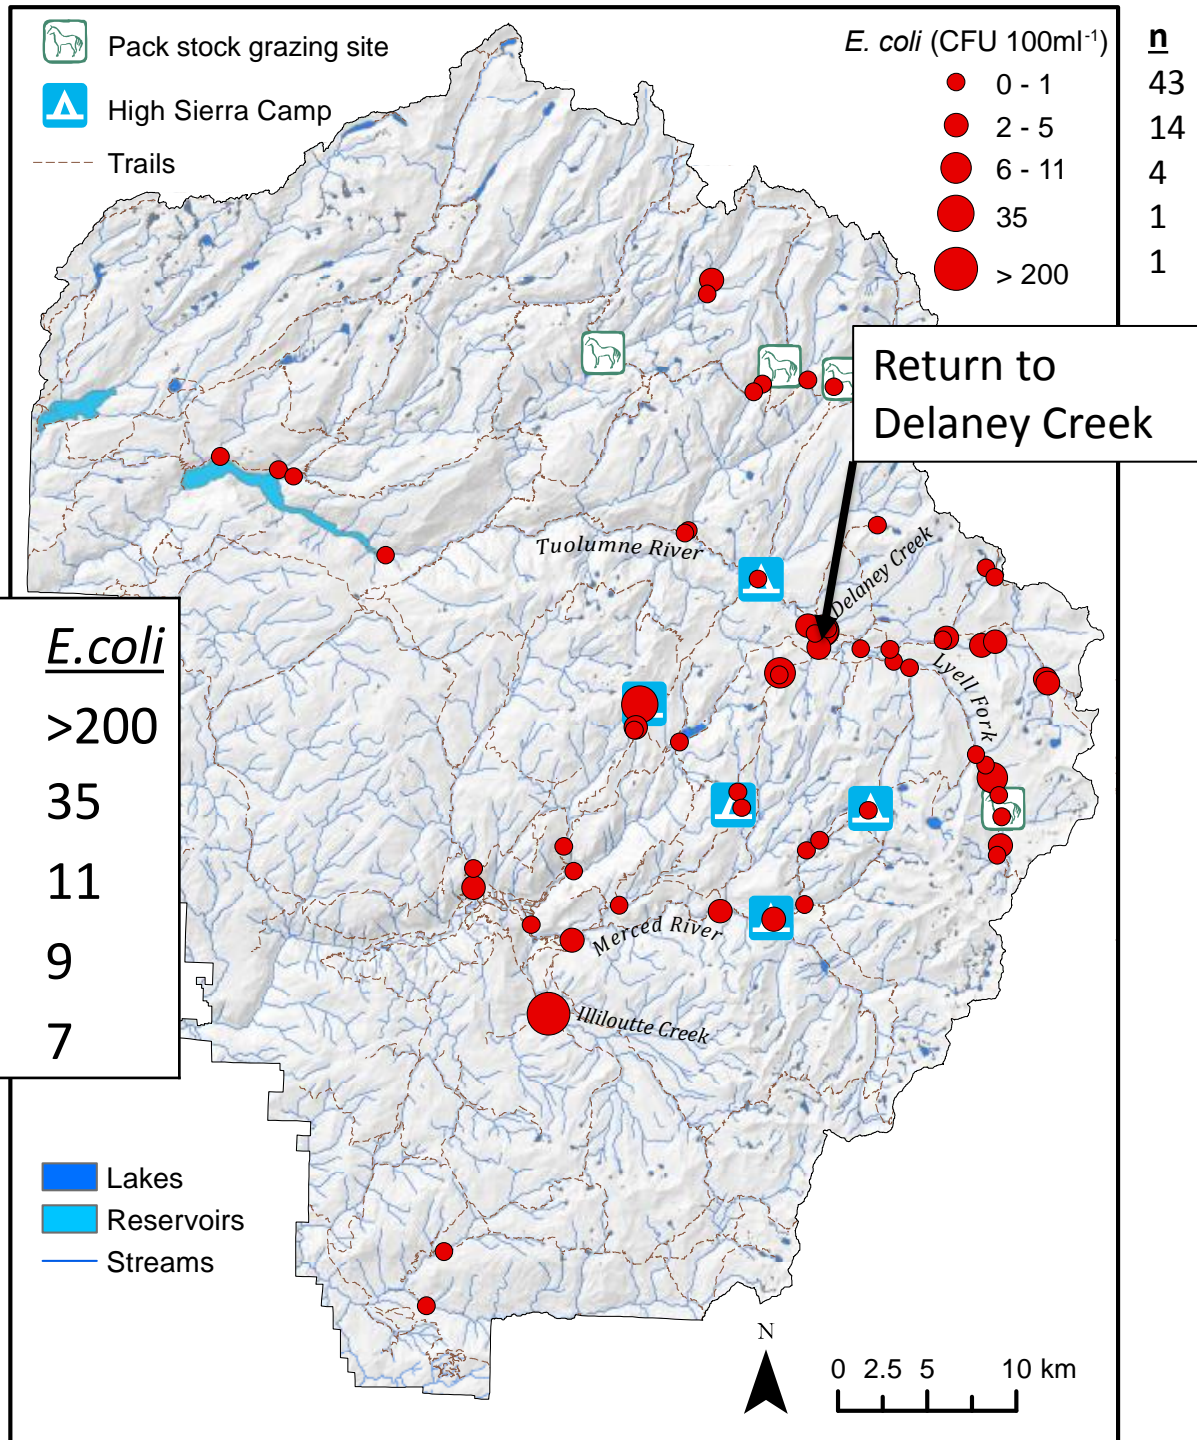 Pack stock grazing site
High Sierra Camp
Trails
E. coli (CFU 100ml⁻¹)
n
0 - 1
43
2 - 5
14
6 - 11
4
35
1
> 200
1
Return to
Delaney Creek
Tuolumne River
Delaney Creek
Lyell Fork
Merced River
Illiloutte Creek
E.coli
>200
35
11
9
7
Lakes
Reservoirs
Streams
N
0 2.5 5 10 km